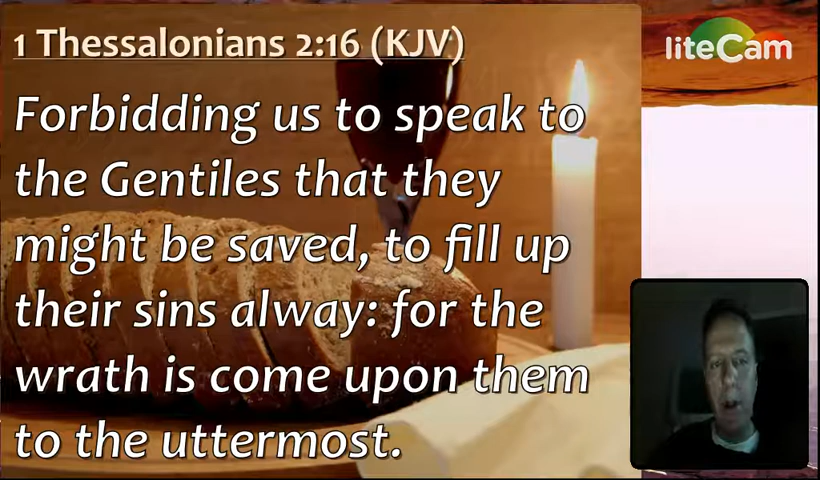 1 Thessalonians 2:16 (KJV)
liteCam
Forbidding us to speak to
the Gentiles that they
might be saved, to fill up
their sins alway: for the
wrath is come upon them
to the uttermost.